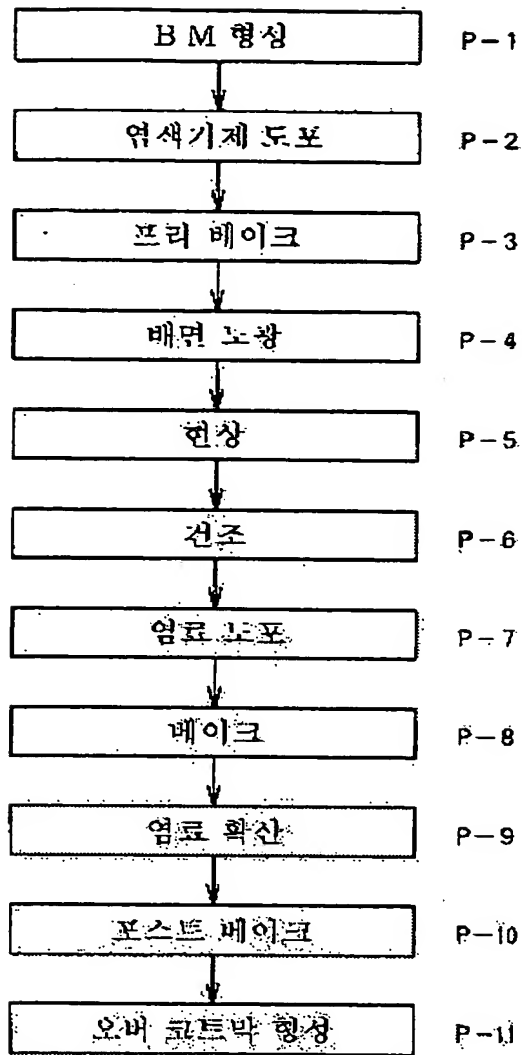 BM 형성 P-1
염색기제 도포 P-2
프리 베이크 P-3
배면 노광 P-4
현상 P-5
건조 P-6
염료 도포 P-7
베이크 P-8
염료 확산 P-9
포스트 베이크 P-10
오버 코트막 형성 P-11